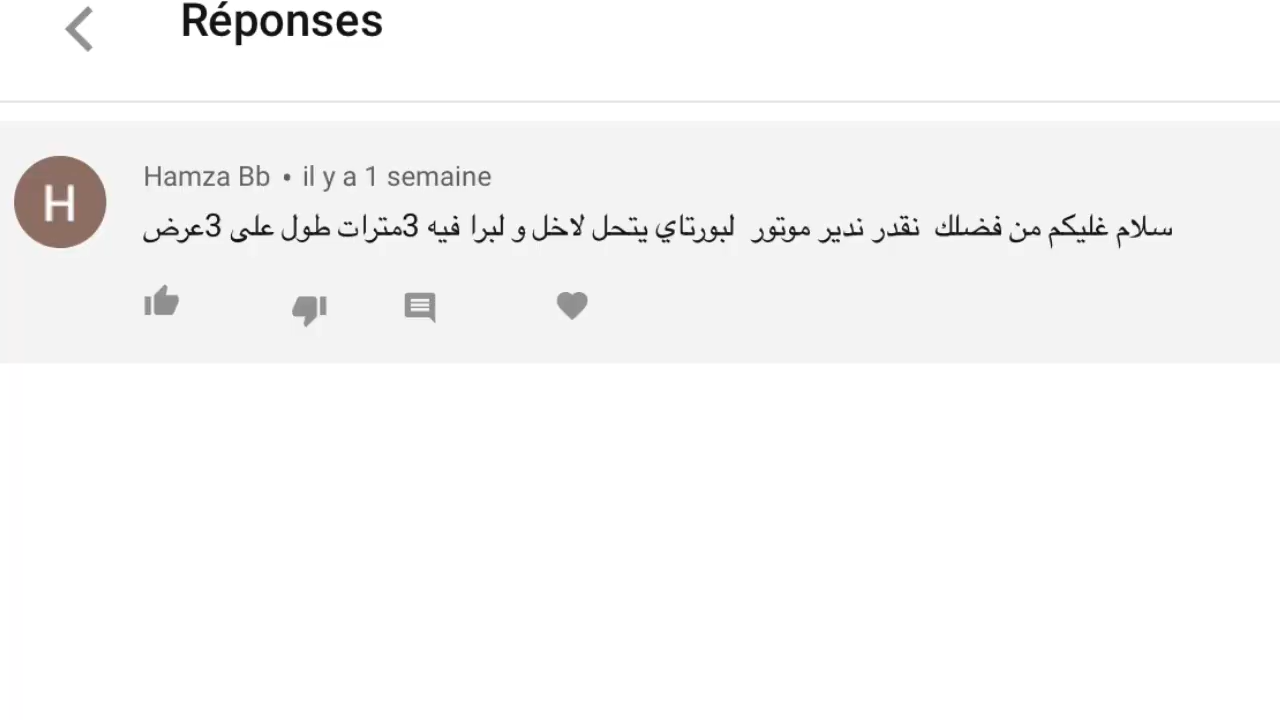 Réponses
H
Hamza Bb • il y a 1 semaine
سلام غليكم من فضلك نقدر ندير موتور لبورتاي يتحل لاخل و لبرا فيه 3مترات طول على 3عرض